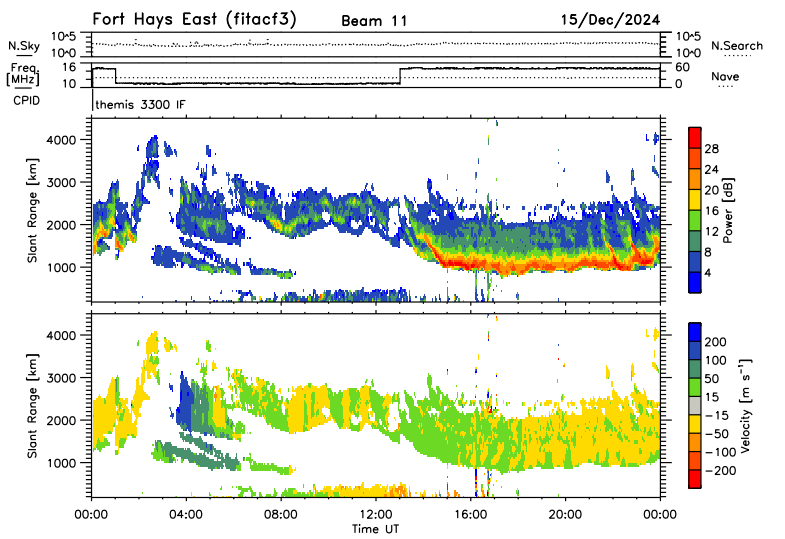 Fort Hays East (fitacf3) Beam 11 15/Dec/2024
N.Sky 10^5 10^5 N.Search
10^0 10^0
Freq. 16 60
[MHz] 10 0 Nave
CPID themis 3300 IF
Slant Range [km]
4000
3000
2000
1000
Power [dB]
28
24
20
16
12
8
4
Slant Range [km]
4000
3000
2000
1000
Velocity [m s⁻¹]
200
100
50
15
-15
-50
-100
-200
00:00 04:00 08:00 12:00 16:00 20:00 00:00
Time UT